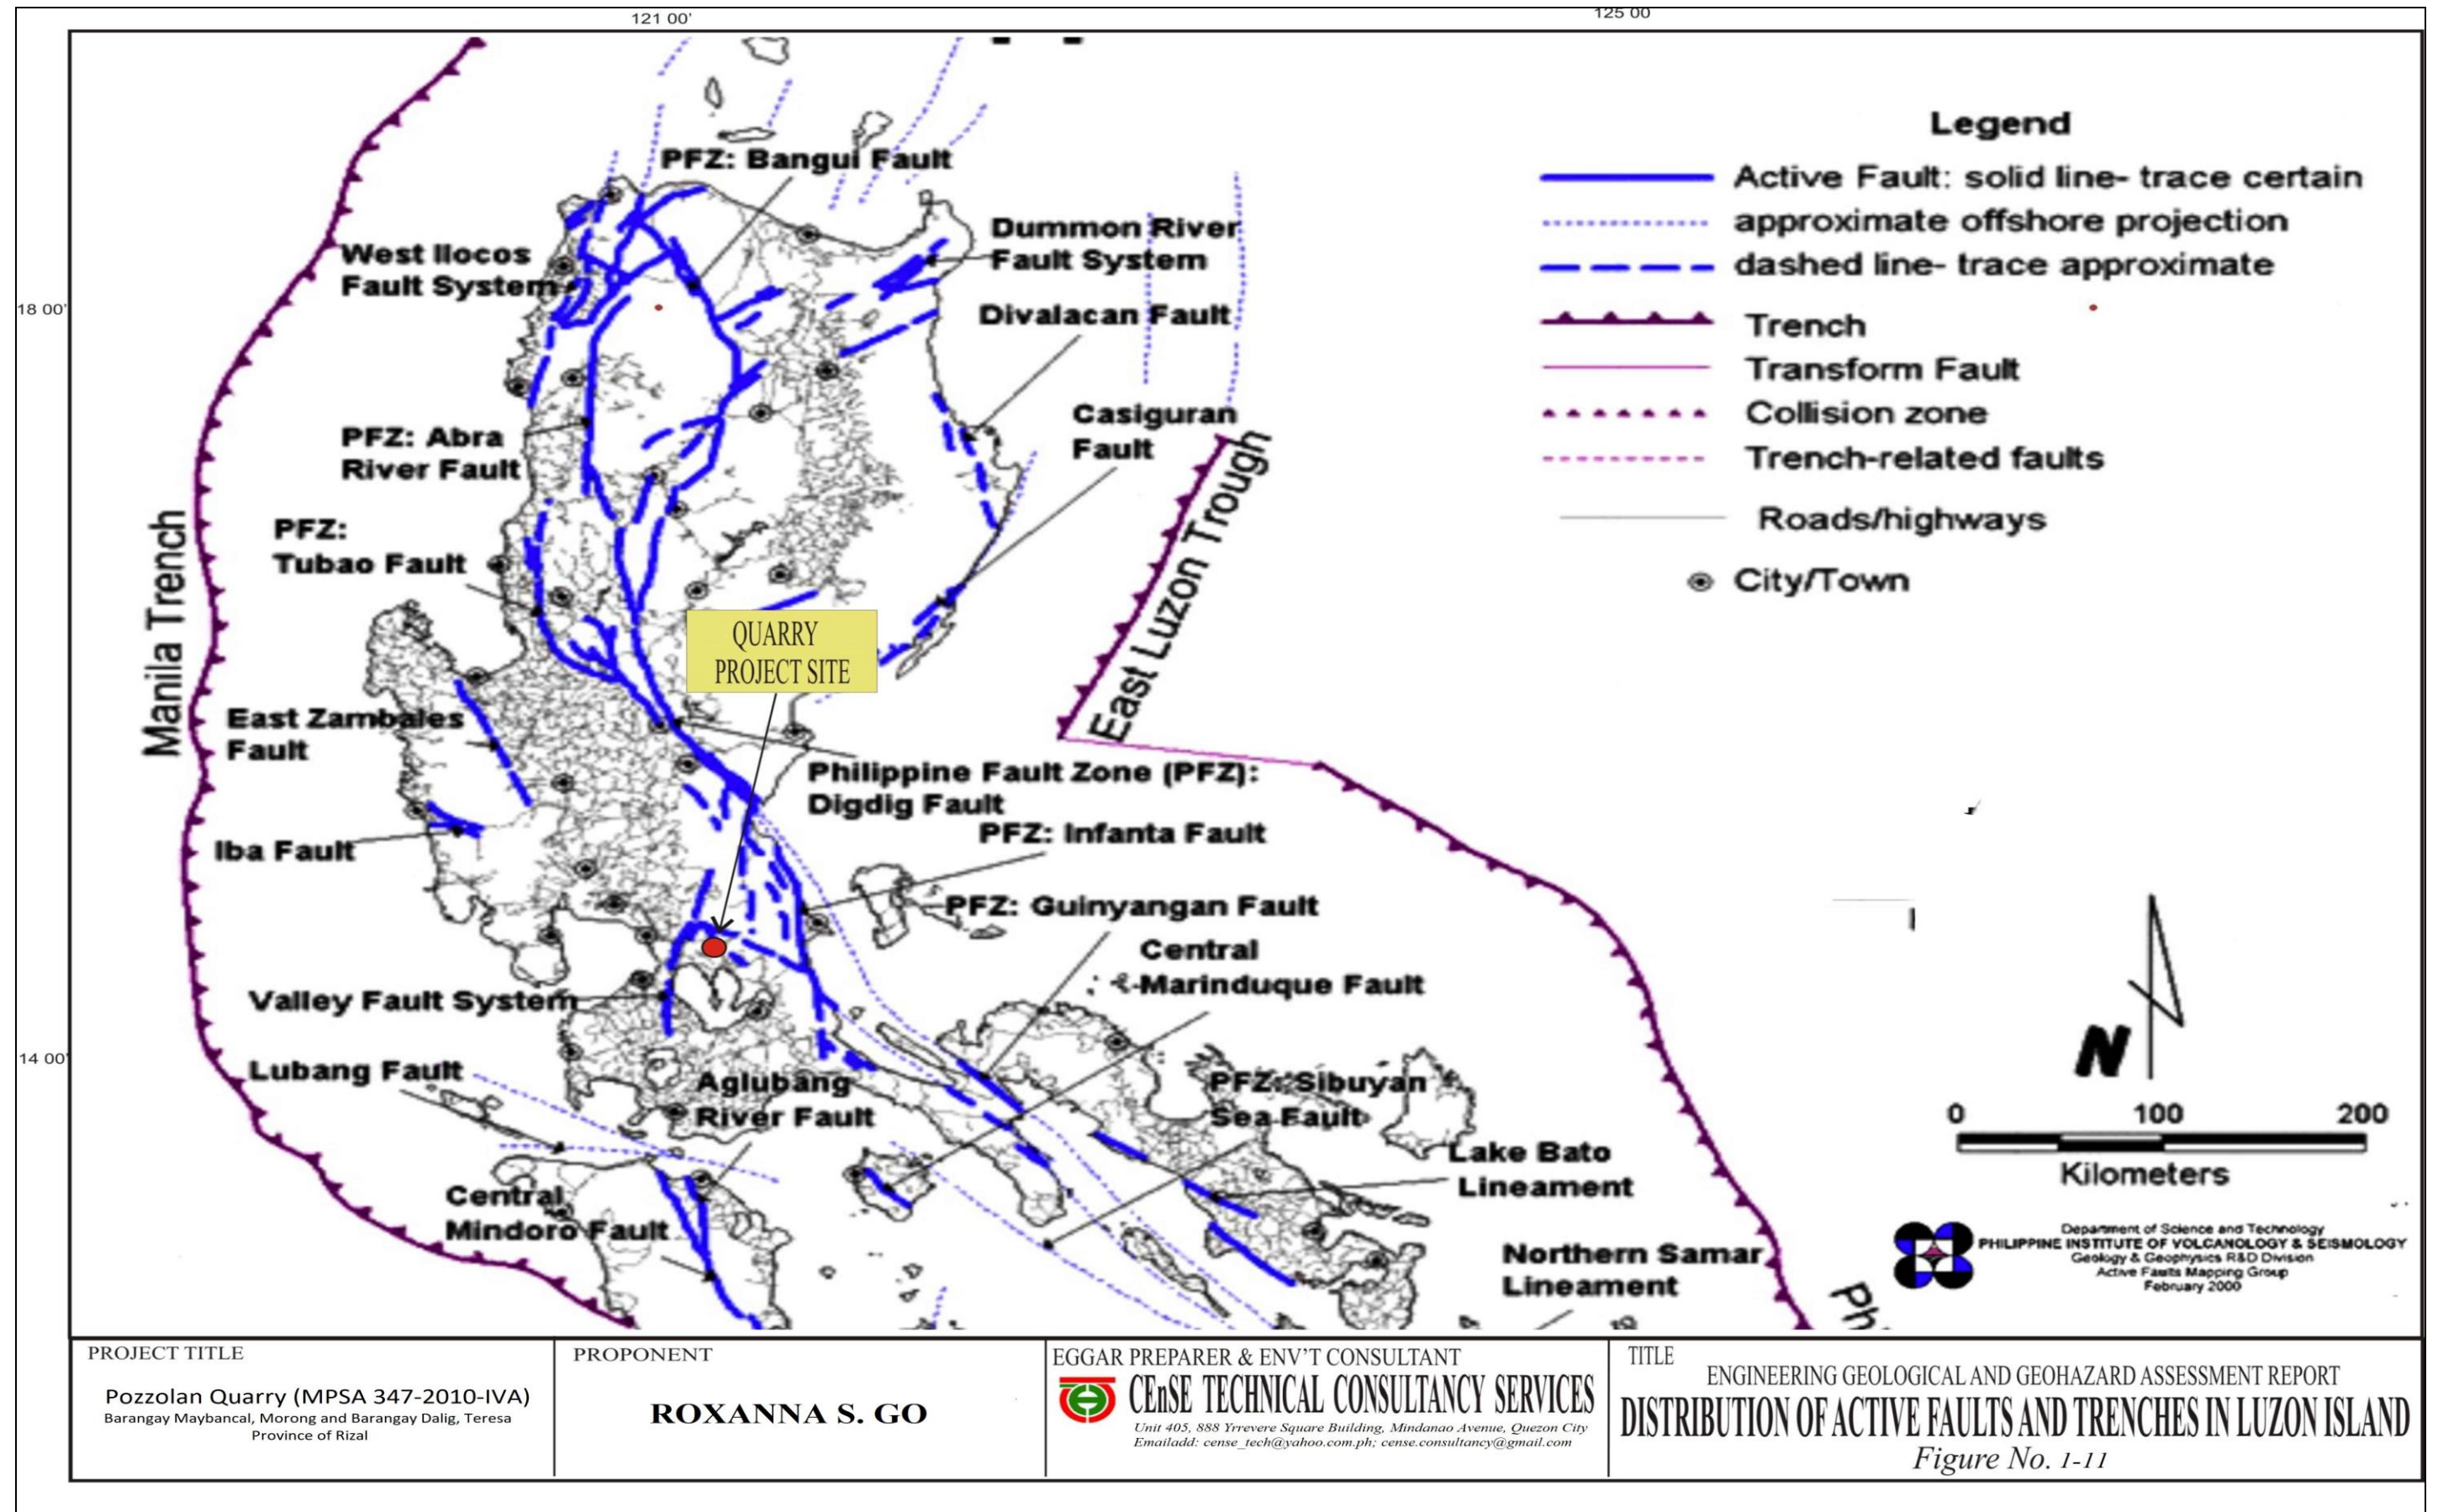 121 00'
125 00
18 00'
14 00'
Legend
Active Fault: solid line- trace certain
approximate offshore projection
dashed line- trace approximate
Trench
Transform Fault
Collision zone
Trench-related faults
Roads/highways
City/Town
PFZ: Bangui Fault
West Ilocos
Fault System
Dummon River
Fault System
Divalacan Fault
Casiguran
Fault
PFZ: Abra
River Fault
PFZ:
Tubao Fault
Manila Trench
East Luzon Trough
QUARRY
PROJECT SITE
East Zambales
Fault
Philippine Fault Zone (PFZ):
Digdig Fault
PFZ: Infanta Fault
Iba Fault
PFZ: Guinyangan Fault
Central
Marinduque Fault
Valley Fault System
Lubang Fault
Aglubang
River Fault
PFZ: Sibuyan
Sea Fault
Lake Bato
Lineament
Central
Mindoro Fault
Northern Samar
Lineament
Ph
N
0 100 200
Kilometers
Department of Science and Technology
PHILIPPINE INSTITUTE OF VOLCANOLOGY & SEISMOLOGY
Geology & Geophysics R&D Division
Active Faults Mapping Group
February 2000
PROJECT TITLE
Pozzolan Quarry (MPSA 347-2010-IVA)
Barangay Maybancal, Morong and Barangay Dalig, Teresa
Province of Rizal
PROPONENT
ROXANNA S. GO
EGGAR PREPARER & ENV'T CONSULTANT
CEnSE TECHNICAL CONSULTANCY SERVICES
Unit 405, 888 Yrrevere Square Building, Mindanao Avenue, Quezon City
Emailadd: cense_tech@yahoo.com.ph; cense.consultancy@gmail.com
TITLE
ENGINEERING GEOLOGICAL AND GEOHAZARD ASSESSMENT REPORT
DISTRIBUTION OF ACTIVE FAULTS AND TRENCHES IN LUZON ISLAND
Figure No. 1-11